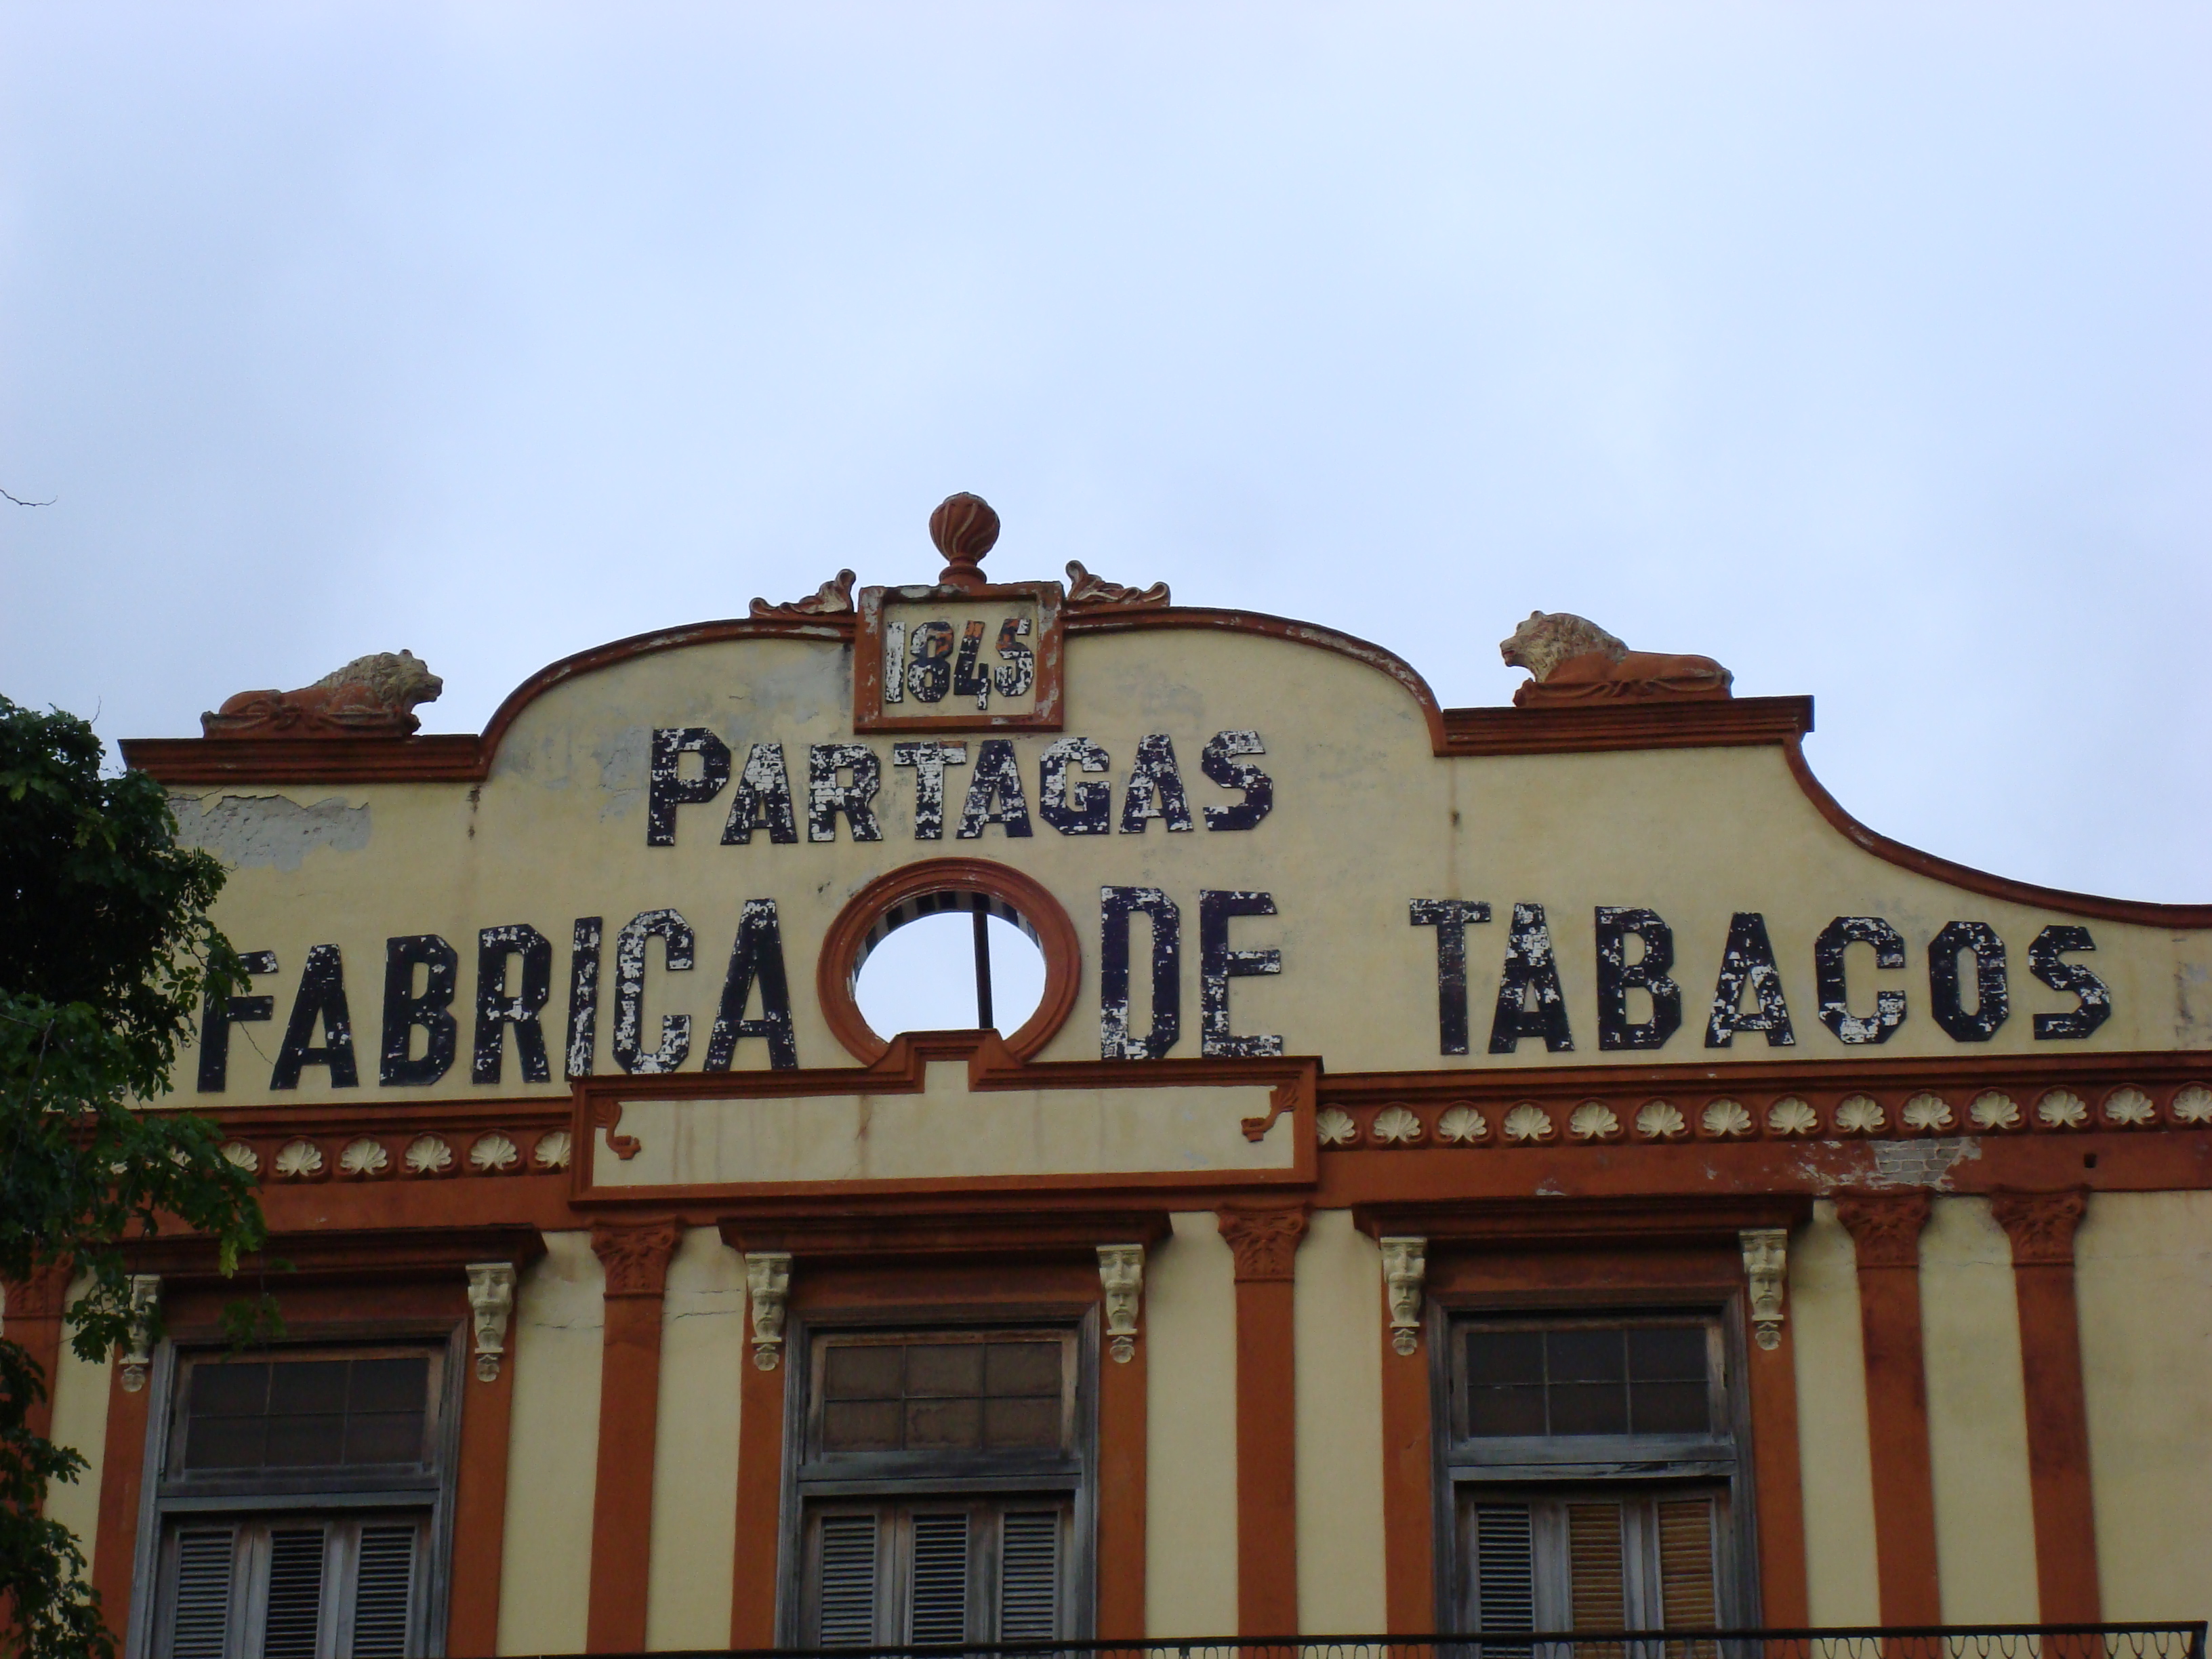 1845
PARTAGAS
FABRICA DE TABACOS